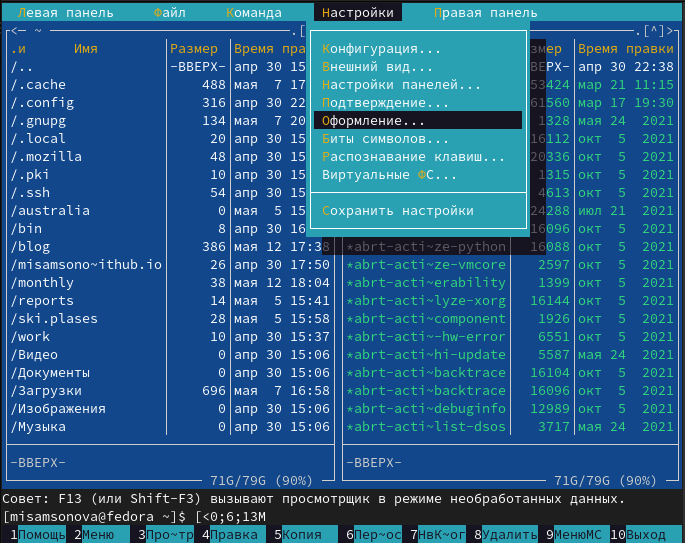 Левая панель Файл Команда Настройки Правая панель
<─ ~ .[ .[^]>
.и Имя Размер Время пра змер Время правки
/.. -ВВЕРХ- апр 30 15 ВЕРХ- апр 30 22:38
/.cache 488 мая 7 17 53424 мар 21 11:15
/.config 316 апр 30 22 61560 мар 17 19:30
/.gnupg 134 мая 7 20 1328 мая 24 2021
/.local 20 апр 30 15 16112 окт 5 2021
/.mozilla 48 апр 30 15 20336 окт 5 2021
/.pki 10 апр 30 15 1315 окт 5 2021
/.ssh 54 апр 30 15 4613 окт 5 2021
/australia 0 мая 5 15 24288 июл 21 2021
/bin 8 апр 30 16 16096 окт 5 2021
/blog 386 мая 12 17:38 *abrt-acti~ze-python 16088 окт 5 2021
/misamsono~ithub.io 26 апр 30 17:50 *abrt-acti~ze-vmcore 2597 окт 5 2021
/monthly 38 мая 12 18:04 *abrt-acti~erability 1399 окт 5 2021
/reports 14 мая 5 15:41 *abrt-acti~lyze-xorg 16144 окт 5 2021
/ski.plases 28 мая 5 15:58 *abrt-acti~component 1926 окт 5 2021
/work 10 апр 30 15:37 *abrt-acti~-hw-error 6551 окт 5 2021
/Видео 0 апр 30 15:06 *abrt-acti~hi-update 5587 мая 24 2021
/Документы 0 апр 30 15:06 *abrt-acti~backtrace 16104 окт 5 2021
/Загрузки 696 мая 7 16:58 *abrt-acti~backtrace 16096 окт 5 2021
/Изображения 0 апр 30 15:06 *abrt-acti~debuginfo 12989 окт 5 2021
/Музыка 0 апр 30 15:06 *abrt-acti~list-dsos 3717 мая 24 2021
Конфигурация...
Внешний вид...
Настройки панелей...
Подтверждение...
Оформление...
Биты символов...
Распознавание клавиш...
Виртуальные ФС...
Сохранить настройки
-ВВЕРХ- -ВВЕРХ-
71G/79G (90%) 71G/79G (90%)
Совет: F13 (или Shift-F3) вызывают просмотрщик в режиме необработанных данных.
[misamsonova@fedora ~]$ [<0;6;13M
1Помощь 2Меню 3Про~тр 4Правка 5Копия 6Пер~ос 7НвК~ог 8Удалить 9МенюMC 10Выход